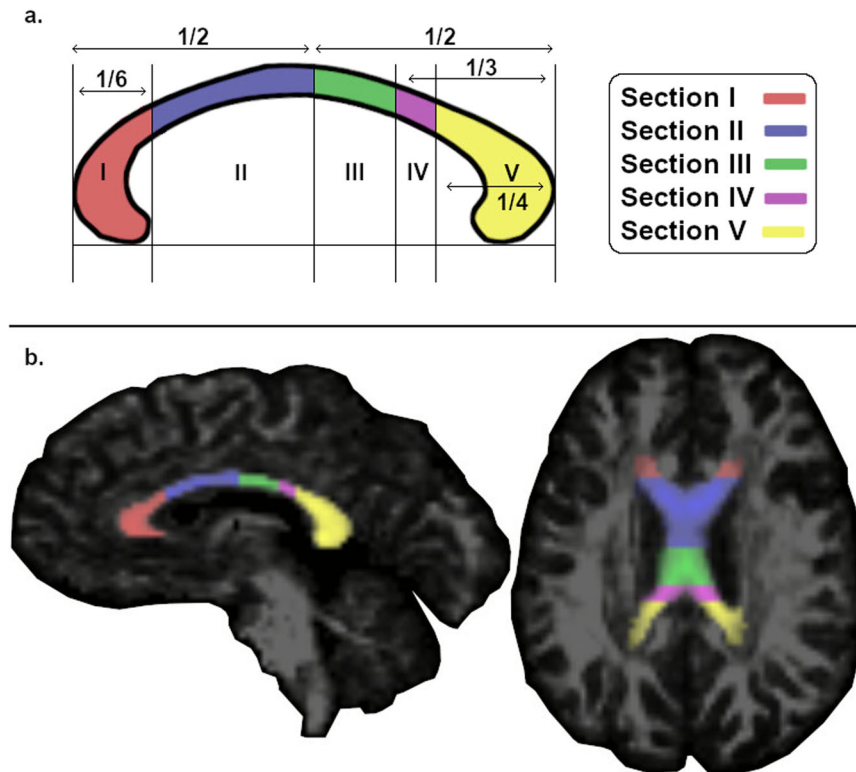 a.
1/2 1/2
1/6 1/3
I II III IV V
1/4
Section I
Section II
Section III
Section IV
Section V
b.